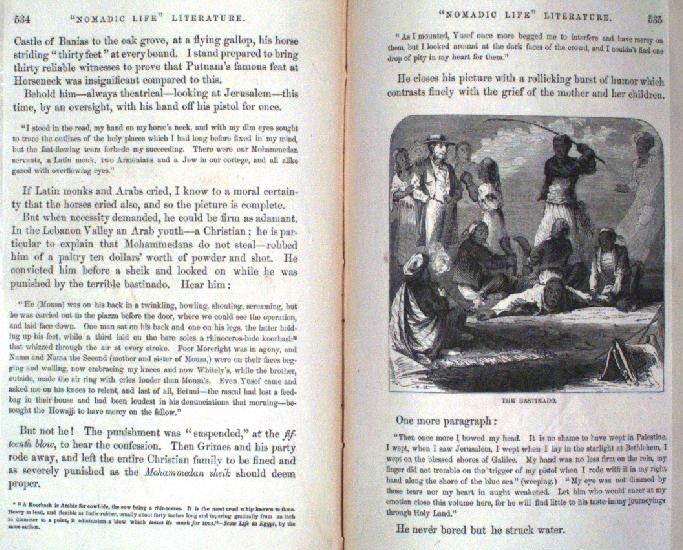 534 "NOMADIC LIFE" LITERATURE.
Castle of Banias to the oak grove, at a flying gallop, his horse
striding "thirty feet" at every bound. I stand prepared to bring
thirty reliable witnesses to prove that Putnam's famous feat at
Horseneck was insignificant compared to this.
Behold him—always theatrical—looking at Jerusalem—this
time, by an oversight, with his hand off his pistol for once.
"I stood in the road, my hand on my horse's neck, and with my dim eyes sought
to trace the outlines of the holy places which I had long before fixed in my mind,
but the fast-flowing tears forbade my succeeding. There were our Mohammedan
servants, a Latin monk, two Armenians and a Jew in our cortege, and all alike
gazed with overflowing eyes."
If Latin monks and Arabs cried, I know to a moral certain-
ty that the horses cried also, and so the picture is complete.
But when necessity demanded, he could be firm as adamant.
In the Lebanon Valley an Arab youth—a Christian; he is par-
ticular to explain that Mohammedans do not steal—robbed
him of a paltry ten dollars' worth of powder and shot. He
convicted him before a sheik and looked on while he was
punished by the terrible bastinado. Hear him:
"He (Mousa) was on his back in a twinkling, howling, shouting, screaming, but
he was carried out to the piazza before the door, where we could see the operation,
and laid face down. One man sat on his back and one on his legs, the latter hold-
ing up his feet, while a third laid on the bare soles a rhinoceros-hide koorbash*
that whizzed through the air at every stroke. Poor Moreright was in agony, and
Nama and Nama the Second (mother and sister of Mousa,) were on their faces beg-
ging and wailing, now embracing my knees and now Whitely's, while the brother,
outside, made the air ring with cries louder than Mousa's. Even Yusef came and
asked me on his knees to relent, and last of all, Betuni—the rascal had lost a feed-
bag in their house and had been loudest in his denunciations that morning—be-
sought the Howajji to have mercy on the fellow."
But not he! The punishment was "suspended," at the fif-
teenth blow, to hear the confession. Then Grimes and his party
rode away, and left the entire Christian family to be fined and
as severely punished as the Mohammedan sheik should deem
proper.
* "A Koorbash is Arabic for cowhide, the cow being a rhinoceros. It is the most cruel whip known to fame.
Heavy as lead, and flexible as India-rubber, usually about forty inches long and tapering gradually from an inch
in diameter to a point, it administers a blow which leaves its mark for time."—Boat Life in Egypt, by the
same author.
"NOMADIC LIFE" LITERATURE. 535
"As I mounted, Yusef once more begged me to interfere and have mercy on
them, but I looked around at the dark faces of the crowd, and I couldn't find one
drop of pity in my heart for them."
He closes his picture with a rollicking burst of humor which
contrasts finely with the grief of the mother and her children.
THE BASTINADO.
One more paragraph:
"Then once more I bowed my head. It is no shame to have wept in Palestine.
I wept, when I saw Jerusalem, I wept when I lay in the starlight at Bethlehem, I
wept on the blessed shores of Galilee. My hand was no less firm on the rein, my
finger did not tremble on the trigger of my pistol when I rode with it in my right
hand along the shore of the blue sea" (weeping.) "My eye was not dimmed by
those tears nor my heart in aught weakened. Let him who would sneer at my
emotion close this volume here, for he will find little to his taste in my journeyings
through Holy Land."
He never bored but he struck water.